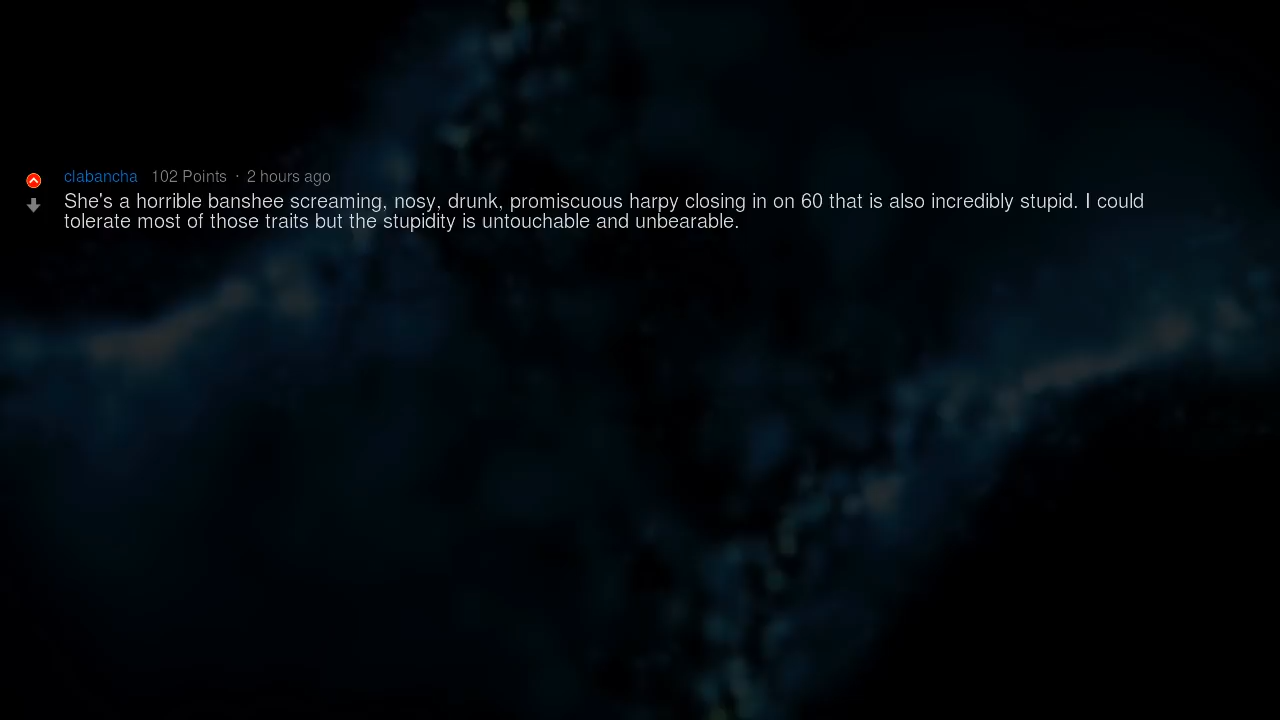 clabancha 102 Points · 2 hours ago
She's a horrible banshee screaming, nosy, drunk, promiscuous harpy closing in on 60 that is also incredibly stupid. I could
tolerate most of those traits but the stupidity is untouchable and unbearable.